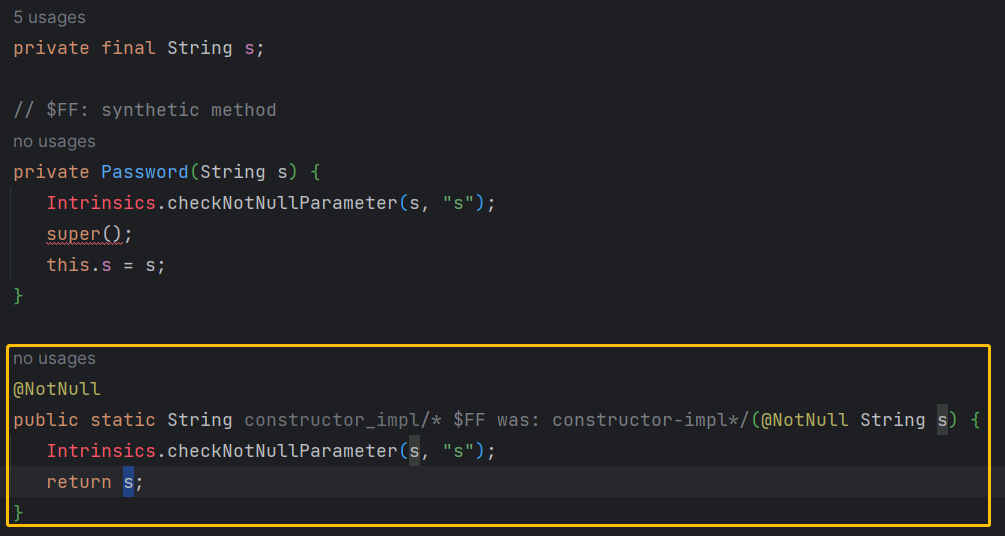 5 usages
private final String s;
// $FF: synthetic method
no usages
private Password(String s) {
Intrinsics.checkNotNullParameter(s, "s");
super();
this.s = s;
}
no usages
@NotNull
public static String constructor_impl/* $FF was: constructor-impl*/(@NotNull String s) {
Intrinsics.checkNotNullParameter(s, "s");
return s;
}